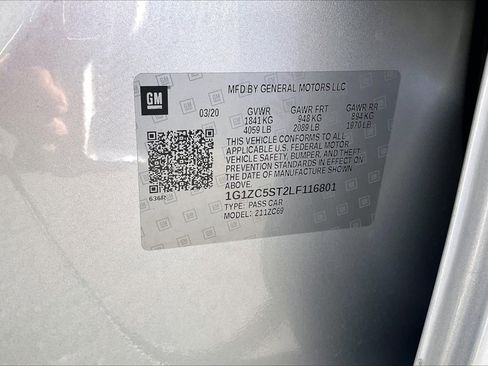 MFD BY GENERAL MOTORS LLC
GM
03/20 GVWR GAWR FRT GAWR RR
1841 KG 948 KG 894 KG
4059 LB 2089 LB 1970 LB
THIS VEHICLE CONFORMS TO ALL
APPLICABLE U.S. FEDERAL MOTOR
VEHICLE SAFETY, BUMPER, AND THEFT
PREVENTION STANDARDS IN EFFECT ON
THE DATE OF MANUFACTURE SHOWN
ABOVE.
1G1ZC5ST2LF116801
TYPE: PASS CAR
MODEL: 211ZC69
636R